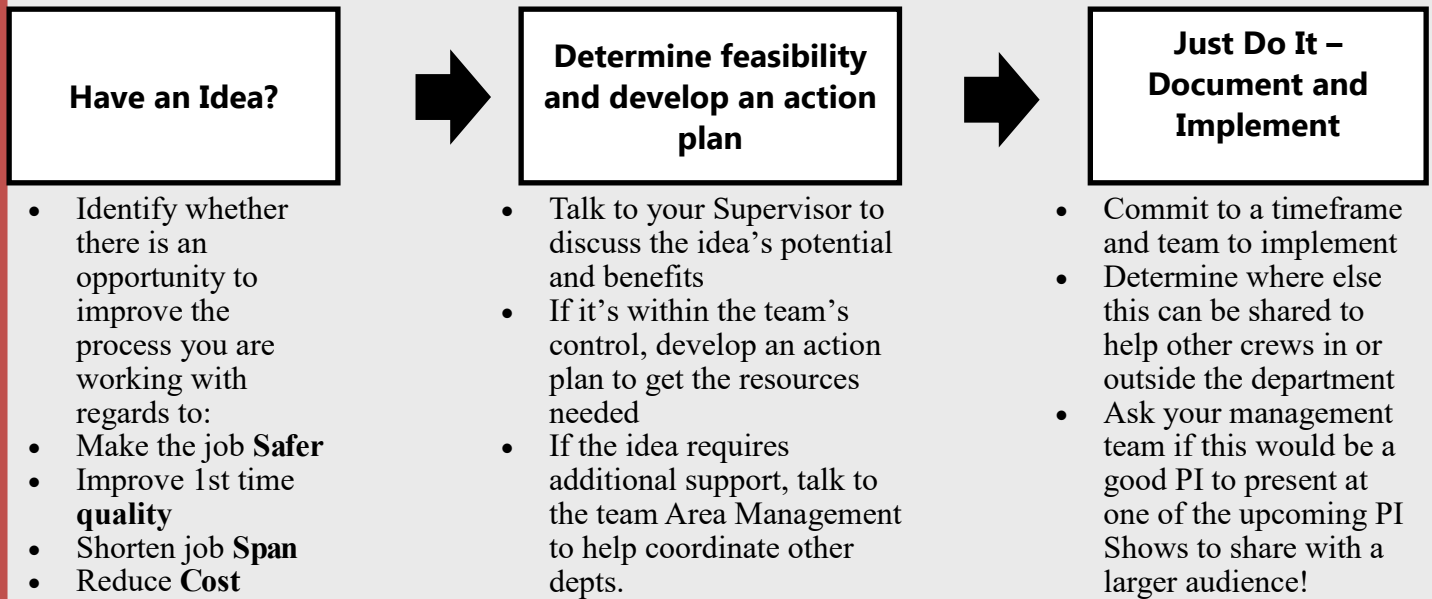 Have an Idea?
• Identify whether
there is an
opportunity to
improve the
process you are
working with
regards to:
• Make the job Safer
• Improve 1st time
quality
• Shorten job Span
• Reduce Cost
Determine feasibility
and develop an action
plan
• Talk to your Supervisor to
discuss the idea’s potential
and benefits
• If it’s within the team’s
control, develop an action
plan to get the resources
needed
• If the idea requires
additional support, talk to
the team Area Management
to help coordinate other
depts.
Just Do It –
Document and
Implement
• Commit to a timeframe
and team to implement
• Determine where else
this can be shared to
help other crews in or
outside the department
• Ask your management
team if this would be a
good PI to present at
one of the upcoming PI
Shows to share with a
larger audience!